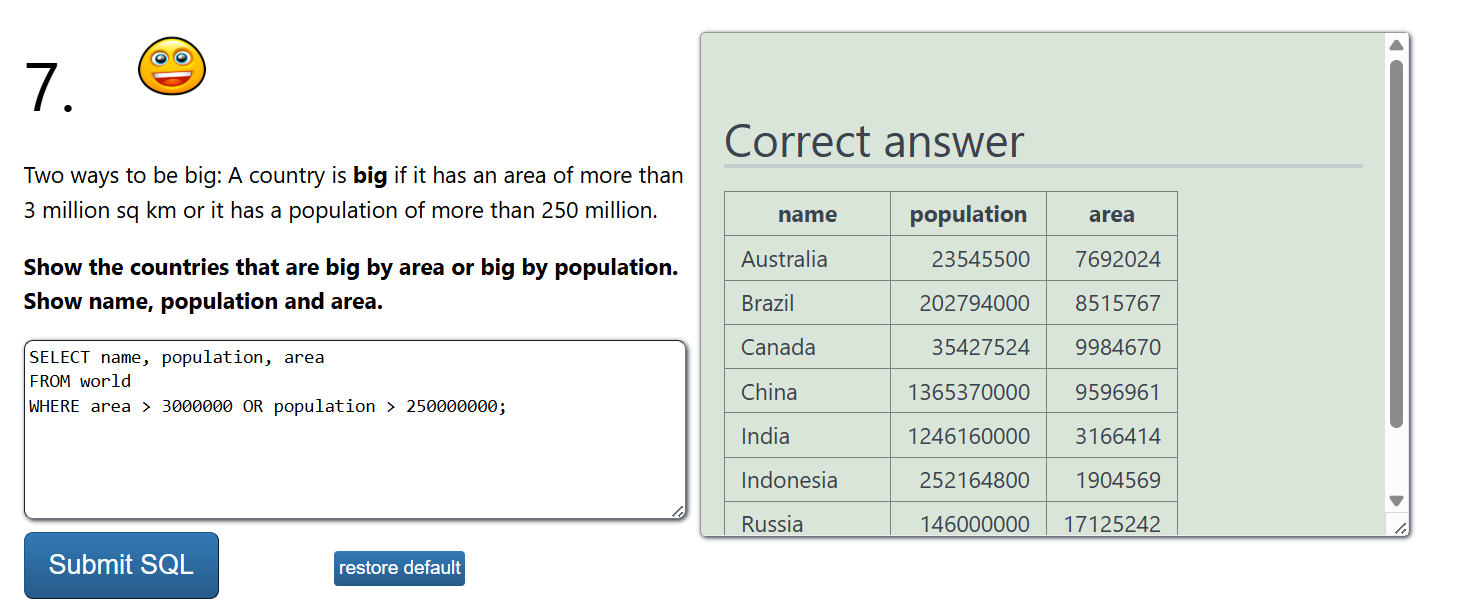 7.
Two ways to be big: A country is big if it has an area of more than
3 million sq km or it has a population of more than 250 million.
Show the countries that are big by area or big by population.
Show name, population and area.
SELECT name, population, area
FROM world
WHERE area > 3000000 OR population > 250000000;
Submit SQL
restore default
Correct answer
name population area
Australia 23545500 7692024
Brazil 202794000 8515767
Canada 35427524 9984670
China 1365370000 9596961
India 1246160000 3166414
Indonesia 252164800 1904569
Russia 146000000 17125242